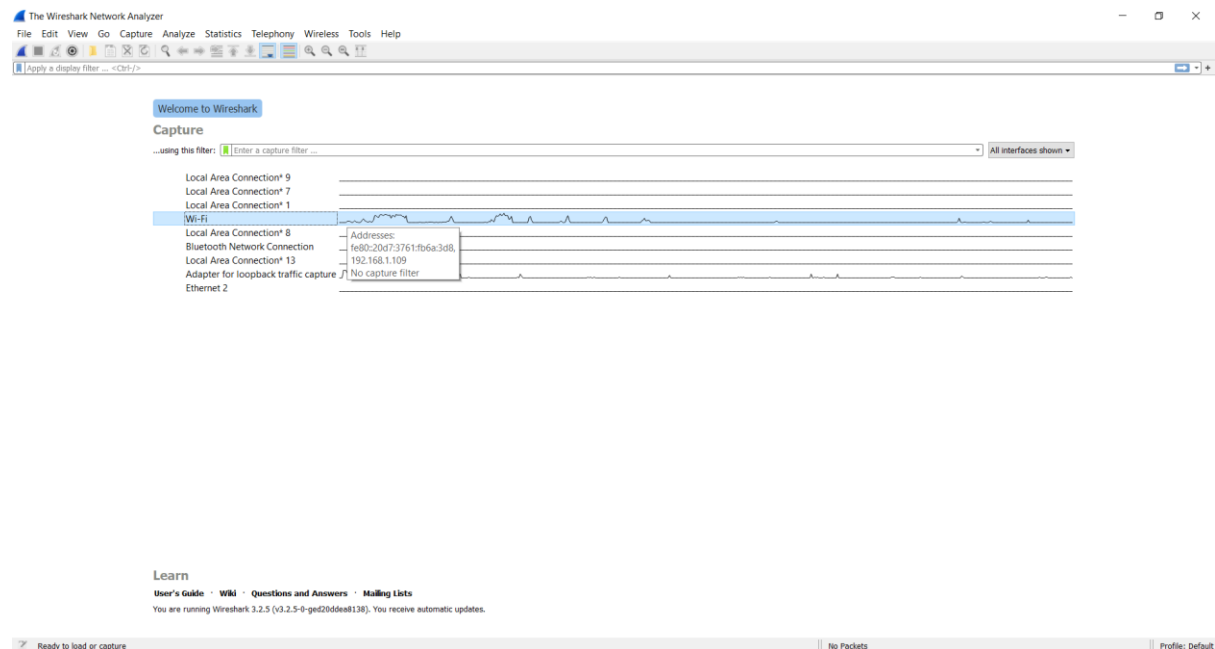 The Wireshark Network Analyzer
File Edit View Go Capture Analyze Statistics Telephony Wireless Tools Help
Apply a display filter ... <Ctrl-/>
Welcome to Wireshark
Capture
...using this filter: Enter a capture filter ... All interfaces shown
Local Area Connection* 9
Local Area Connection* 7
Local Area Connection* 1
Wi-Fi
Local Area Connection* 8
Bluetooth Network Connection
Local Area Connection* 13
Adapter for loopback traffic capture
Ethernet 2
Addresses:
fe80::20d7:3761:fb6a:3d8,
192.168.1.109
No capture filter
Learn
User's Guide · Wiki · Questions and Answers · Mailing Lists
You are running Wireshark 3.2.5 (v3.2.5-0-ged20ddea8138). You receive automatic updates.
Ready to load or capture No Packets Profile: Default